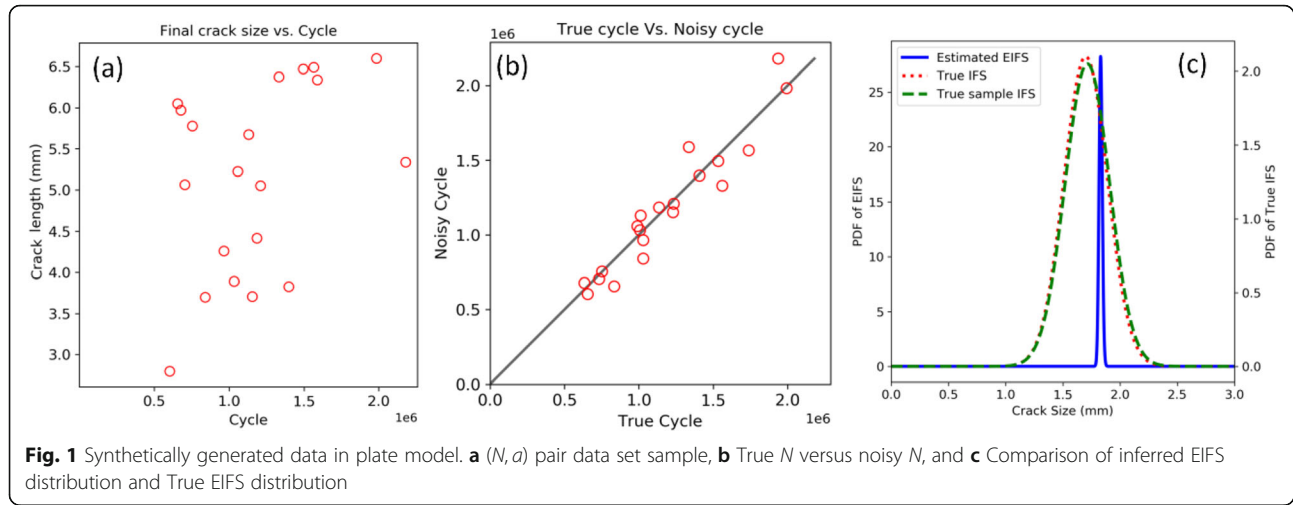 Final crack size vs. Cycle
(a)
Crack length (mm)
6.5
6.0
5.5
5.0
4.5
4.0
3.5
3.0
0.5 1.0 1.5 2.0
1e6
Cycle
True cycle Vs. Noisy cycle
1e6
(b)
Noisy Cycle
2.0
1.5
1.0
0.5
0.0
0.0 0.5 1.0 1.5 2.0
1e6
True Cycle
(c)
Estimated EIFS
True IFS
True sample IFS
PDF of EIFS
25
20
15
10
5
0
PDF of True IFS
2.0
1.5
1.0
0.5
0.0
0.0 0.5 1.0 1.5 2.0 2.5 3.0
Crack Size (mm)
Fig. 1 Synthetically generated data in plate model. a (N, a) pair data set sample, b True N versus noisy N, and c Comparison of inferred EIFS
distribution and True EIFS distribution